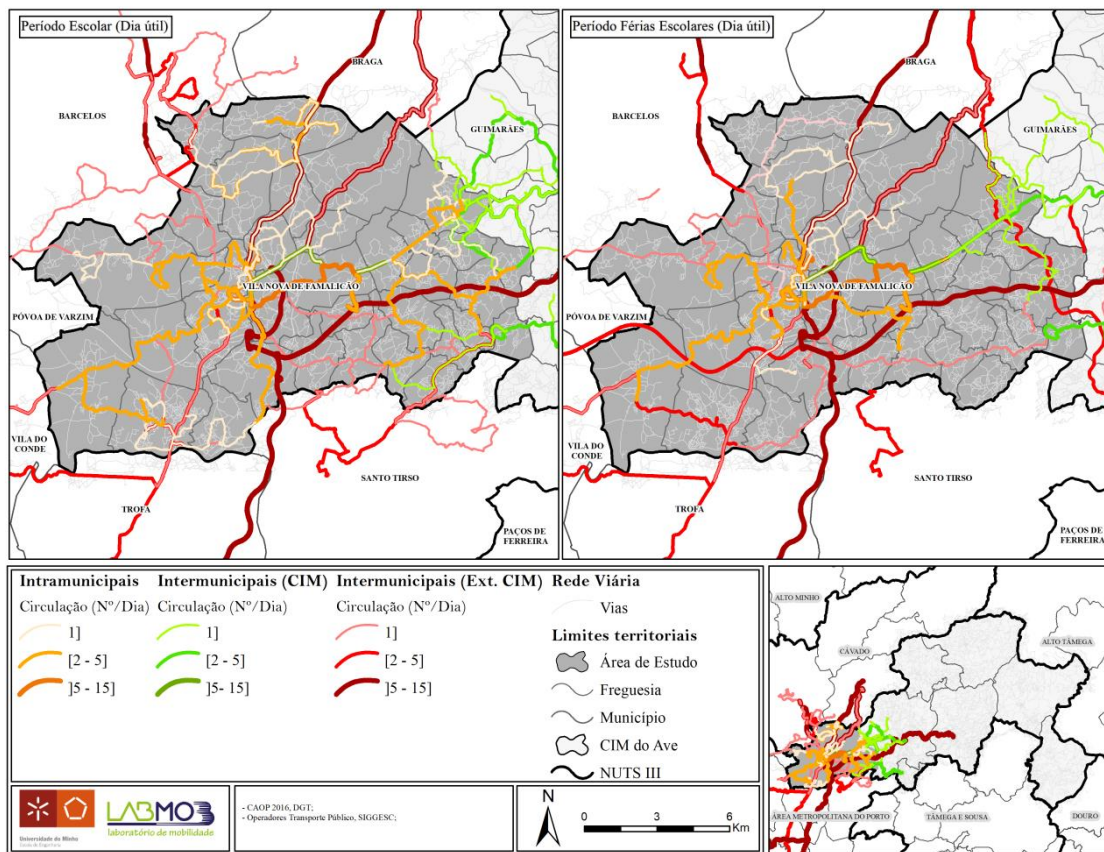 Período Escolar (Dia útil)
BRAGA
BARCELOS
GUIMARÃES
VILA NOVA DE FAMALICÃO
PÓVOA DE VARZIM
VILA DO
CONDE
SANTO TIRSO
TROFA
PAÇOS DE
FERREIRA
Período Férias Escolares (Dia útil)
BRAGA
BARCELOS
GUIMARÃES
VILA NOVA DE FAMALICÃO
PÓVOA DE VARZIM
VILA DO
CONDE
SANTO TIRSO
TROFA
PAÇOS DE
FERREIRA
Intramunicipais
Circulação (Nº/Dia)
1]
[2 - 5]
]5 - 15]
Intermunicipais (CIM)
Circulação (Nº/Dia)
1]
[2 - 5]
]5- 15]
Intermunicipais (Ext. CIM)
Circulação (Nº/Dia)
1]
[2 - 5]
]5 - 15]
Rede Viária
Vias
Limites territoriais
Área de Estudo
Freguesia
Município
CIM do Ave
NUTS III
ALTO MINHO
ALTO TÂMEGA
CÁVADO
ÁREA METROPOLITANA DO PORTO
TÂMEGA E SOUSA
DOURO
Universidade do Minho
Escola de Engenharia
LABMOB
laboratório de mobilidade
- CAOP 2016, DGT;
- Operadores Transporte Público, SIGGESC;
N
0 3 6
Km